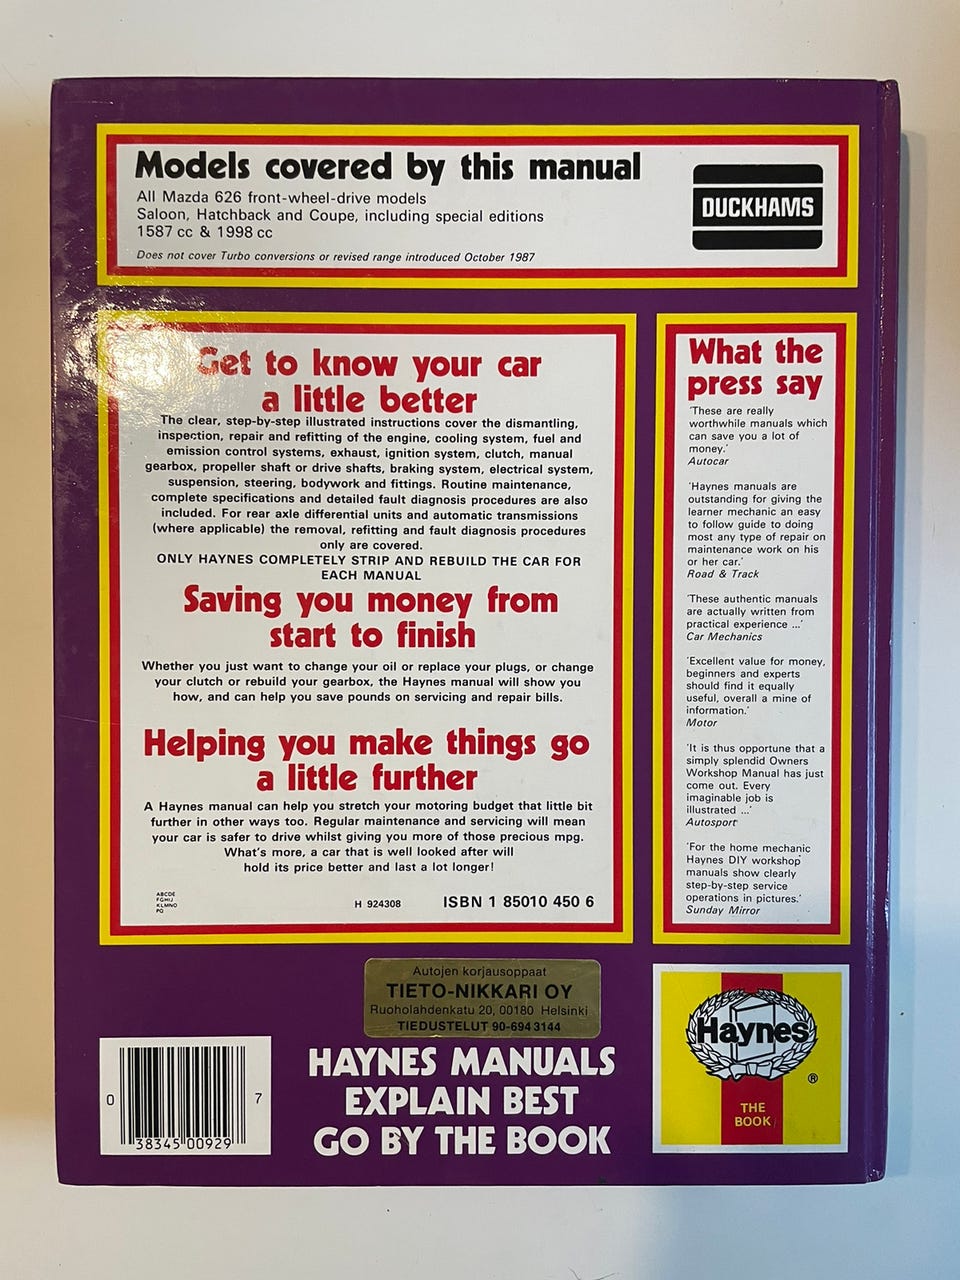 Models covered by this manual
All Mazda 626 front-wheel-drive models
Saloon, Hatchback and Coupe, including special editions
1587 cc & 1998 cc
Does not cover Turbo conversions or revised range introduced October 1987
DUCKHAMS
Get to know your car
a little better
The clear, step-by-step illustrated instructions cover the dismantling,
inspection, repair and refitting of the engine, cooling system, fuel and
emission control systems, exhaust, ignition system, clutch, manual
gearbox, propeller shaft or drive shafts, braking system, electrical system,
suspension, steering, bodywork and fittings. Routine maintenance,
complete specifications and detailed fault diagnosis procedures are also
included. For rear axle differential units and automatic transmissions
(where applicable) the removal, refitting and fault diagnosis procedures
only are covered.
ONLY HAYNES COMPLETELY STRIP AND REBUILD THE CAR FOR
EACH MANUAL
Saving you money from
start to finish
Whether you just want to change your oil or replace your plugs, or change
your clutch or rebuild your gearbox, the Haynes manual will show you
how, and can help you save pounds on servicing and repair bills.
Helping you make things go
a little further
A Haynes manual can help you stretch your motoring budget that little bit
further in other ways too. Regular maintenance and servicing will mean
your car is safer to drive whilst giving you more of those precious mpg.
What's more, a car that is well looked after will
hold its price better and last a lot longer!
ABCDE
FGHIJ
KLMNO
PQ
H 924308
ISBN 1 85010 450 6
What the
press say
'These are really
worthwhile manuals which
can save you a lot of
money.'
Autocar
'Haynes manuals are
outstanding for giving the
learner mechanic an easy
to follow guide to doing
most any type of repair on
maintenance work on his
or her car.'
Road & Track
'These authentic manuals
are actually written from
practical experience ...'
Car Mechanics
'Excellent value for money,
beginners and experts
should find it equally
useful, overall a mine of
information.'
Motor
'It is thus opportune that a
simply splendid Owners
Workshop Manual has just
come out. Every
imaginable job is
illustrated ...'
Autosport
'For the home mechanic
Haynes DIY workshop
manuals show clearly
step-by-step service
operations in pictures.'
Sunday Mirror
Autojen korjausoppaat
TIETO-NIKKARI OY
Ruoholahdenkatu 20, 00180 Helsinki
TIEDUSTELUT 90-694 3144
0 38345 00929 7
HAYNES MANUALS
EXPLAIN BEST
GO BY THE BOOK
Haynes
®
THE
BOOK